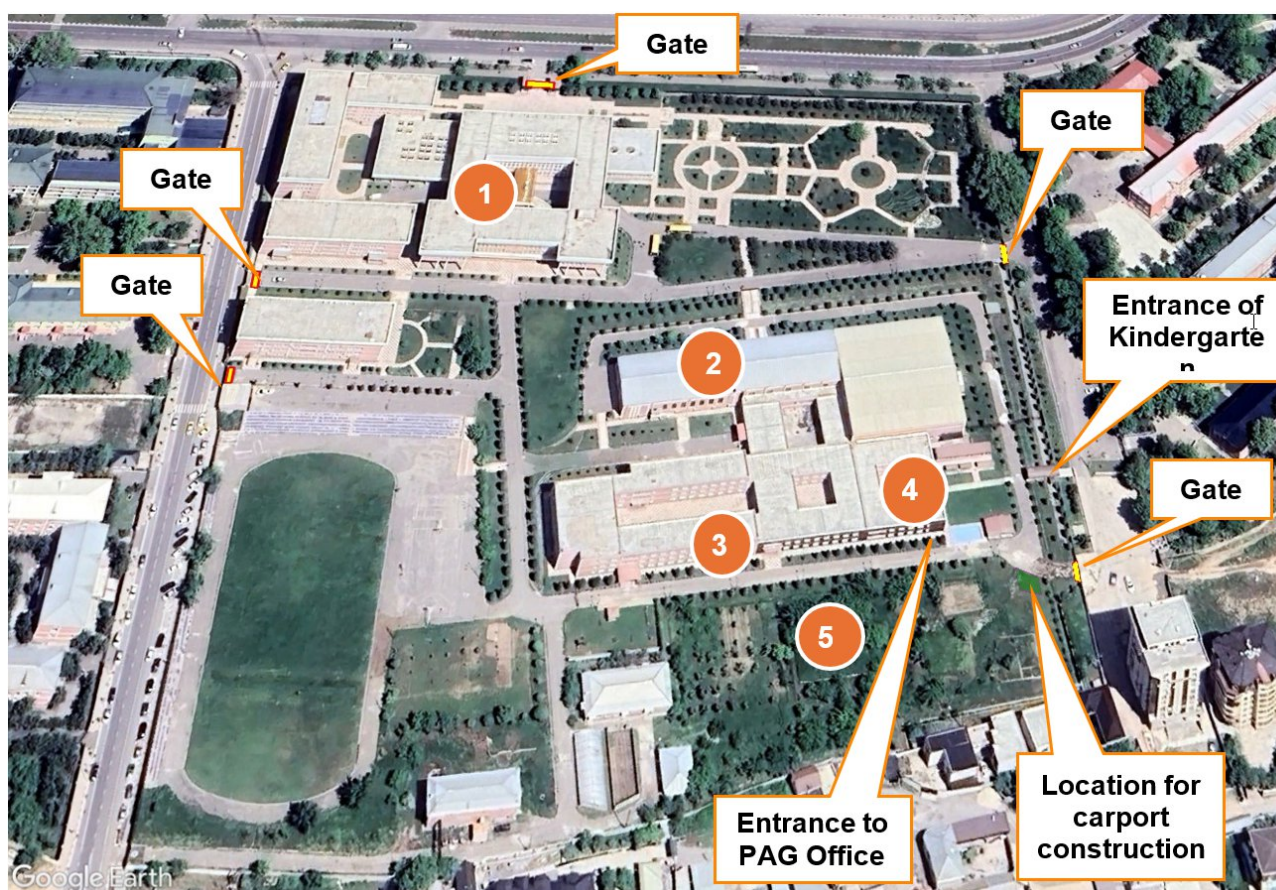 Gate
Gate
Gate
1
Gate
Entrance of
Kindergarte
n
2
4
Gate
3
5
Entrance to
PAG Office
Location for
carport
construction
Google Earth